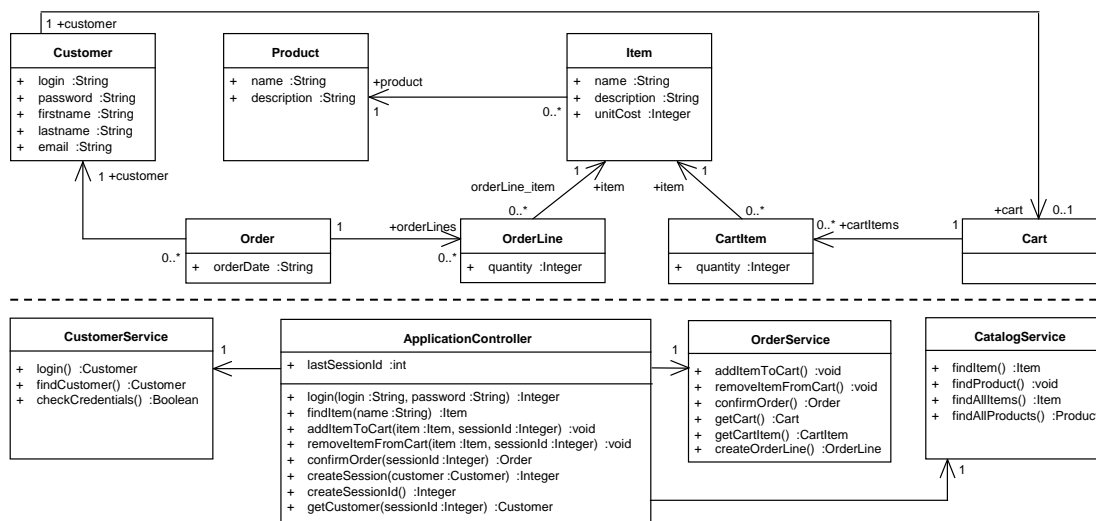 1 +customer
Customer
+ login :String
+ password :String
+ firstname :String
+ lastname :String
+ email :String
Product
+ name :String
+ description :String
+product
1
0..*
Item
+ name :String
+ description :String
+ unitCost :Integer
1 +customer
orderLine_item
1
+item
0..*
1
+item
0..*
Order
+ orderDate :String
0..*
1
+orderLines
0..*
OrderLine
+ quantity :Integer
CartItem
+ quantity :Integer
0..* +cartItems
1
+cart
0..1
Cart
CustomerService
+ login() :Customer
+ findCustomer() :Customer
+ checkCredentials() :Boolean
1
ApplicationController
+ lastSessionId :int
+ login(login :String, password :String) :Integer
+ findItem(name :String) :Item
+ addItemToCart(item :Item, sessionId :Integer) :void
+ removeItemFromCart(item :Item, sessionId :Integer) :void
+ confirmOrder(sessionId :Integer) :Order
+ createSession(customer :Customer) :Integer
+ createSessionId() :Integer
+ getCustomer(sessionId :Integer) :Customer
1
OrderService
+ addItemToCart() :void
+ removeItemFromCart() :void
+ confirmOrder() :Order
+ getCart() :Cart
+ getCartItem() :CartItem
+ createOrderLine() :OrderLine
CatalogService
+ findItem() :Item
+ findProduct() :void
+ findAllItems() :Item
+ findAllProducts() :Product
1